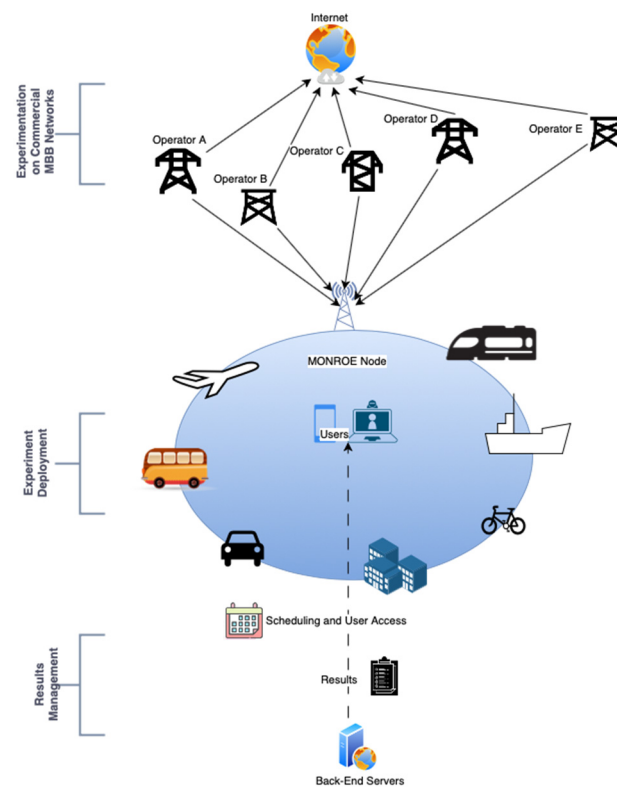 Internet
Experimentation
on Commercial
MBB Networks
Operator A
Operator B
Operator C
Operator D
Operator E
MONROE Node
Users
Experiment
Deployment
Scheduling and User Access
Results
Results
Management
Back-End Servers